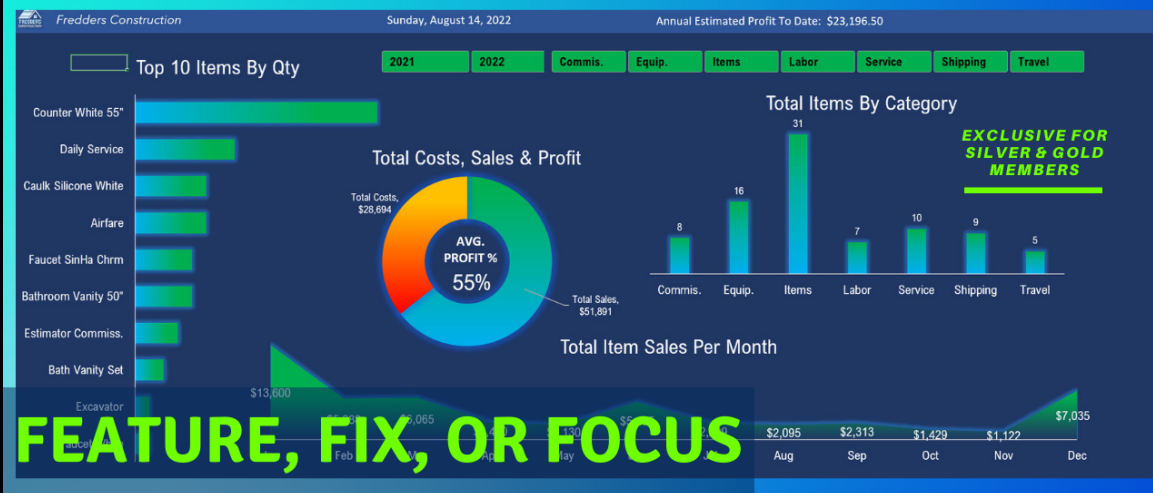 Fredders Construction
Sunday, August 14, 2022
Annual Estimated Profit To Date: $23,196.50
Top 10 Items By Qty
2021
2022
Commis.
Equip.
Items
Labor
Service
Shipping
Travel
Counter White 55"
Daily Service
Caulk Silicone White
Airfare
Faucet SinHa Chrm
Bathroom Vanity 50"
Estimator Commiss.
Bath Vanity Set
Excavator
Total Costs, Sales & Profit
Total Costs,
$28,694
AVG.
PROFIT %
55%
Total Sales,
$51,891
Total Items By Category
31
16
8
7
10
9
5
Commis.
Equip.
Items
Labor
Service
Shipping
Travel
EXCLUSIVE FOR
SILVER & GOLD
MEMBERS
Total Item Sales Per Month
$13,600
$2,095
$2,313
$1,429
$1,122
$7,035
Feb
Aug
Sep
Oct
Nov
Dec
FEATURE, FIX, OR FOCUS